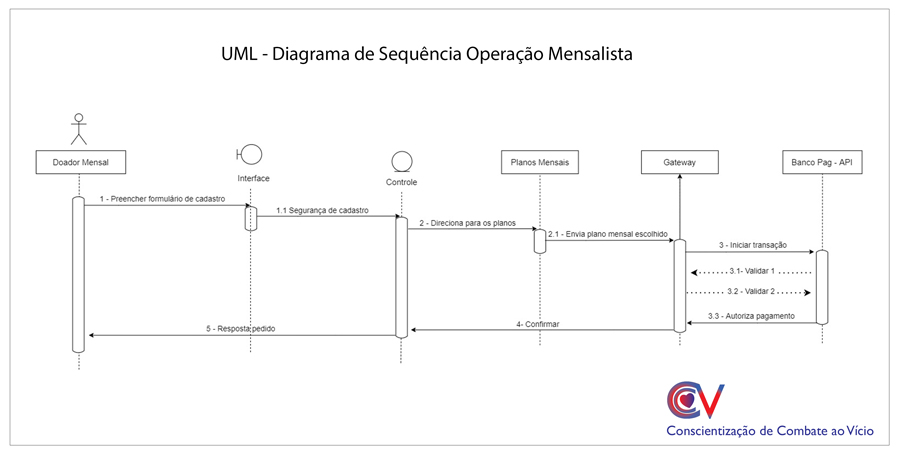 UML - Diagrama de Sequência Operação Mensalista
Doador Mensal
Interface
Controle
Planos Mensais
Gateway
Banco Pag - API
1 - Preencher formulário de cadastro
1.1 Segurança de cadastro
2 - Direciona para os planos
2.1 - Envia plano mensal escolhido
3 - Iniciar transação
3.1- Validar 1
3.2 - Validar 2
3.3 - Autoriza pagamento
4- Confirmar
5 - Resposta pedido
CCV
Conscientização de Combate ao Vício